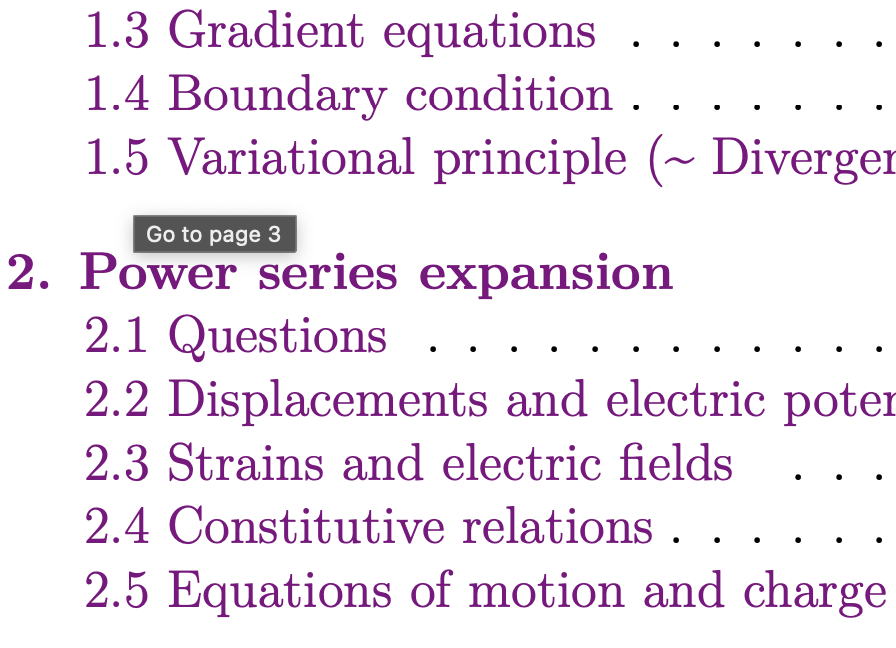 1.3 Gradient equations . . . . . . .
1.4 Boundary condition . . . . . . .
1.5 Variational principle (~ Diverger
Go to page 3
2. Power series expansion
2.1 Questions . . . . . . . . . . . .
2.2 Displacements and electric poter
2.3 Strains and electric fields . . .
2.4 Constitutive relations . . . . . .
2.5 Equations of motion and charge